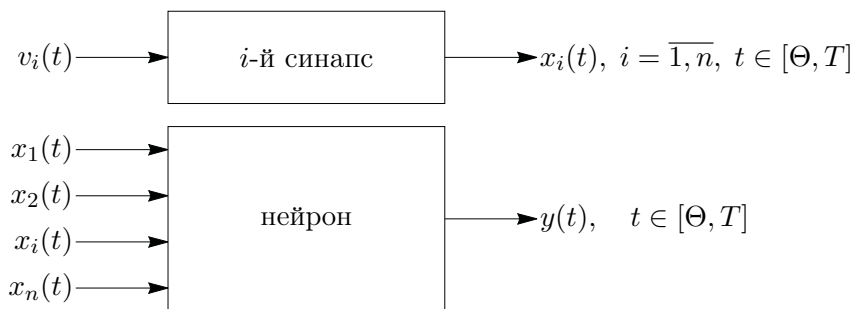 v_i(t) i-й синапс x_i(t), i = \overline{1, n}, t ∈ [Θ, T]
x_1(t)
x_2(t)
нейрон y(t), t ∈ [Θ, T]
x_i(t)
x_n(t)